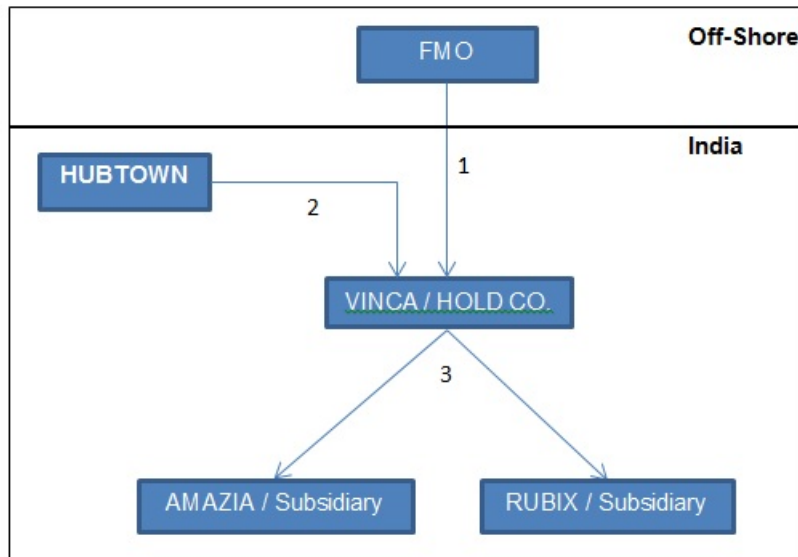 FMO
Off-Shore
India
HUBTOWN
1
2
VINCA / HOLD CO.
3
AMAZIA / Subsidiary
RUBIX / Subsidiary